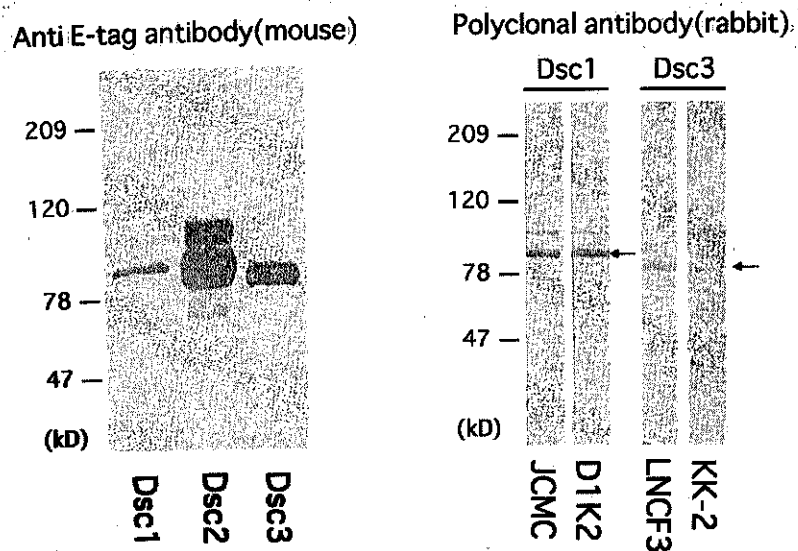 Anti E-tag antibody(mouse)
209
120
78
47
(kD)
Dsc1
Dsc2
Dsc3
Polyclonal antibody(rabbit)
Dsc1
Dsc3
209
120
78
47
(kD)
JCMC
D1K2
LNCF3
KK-2